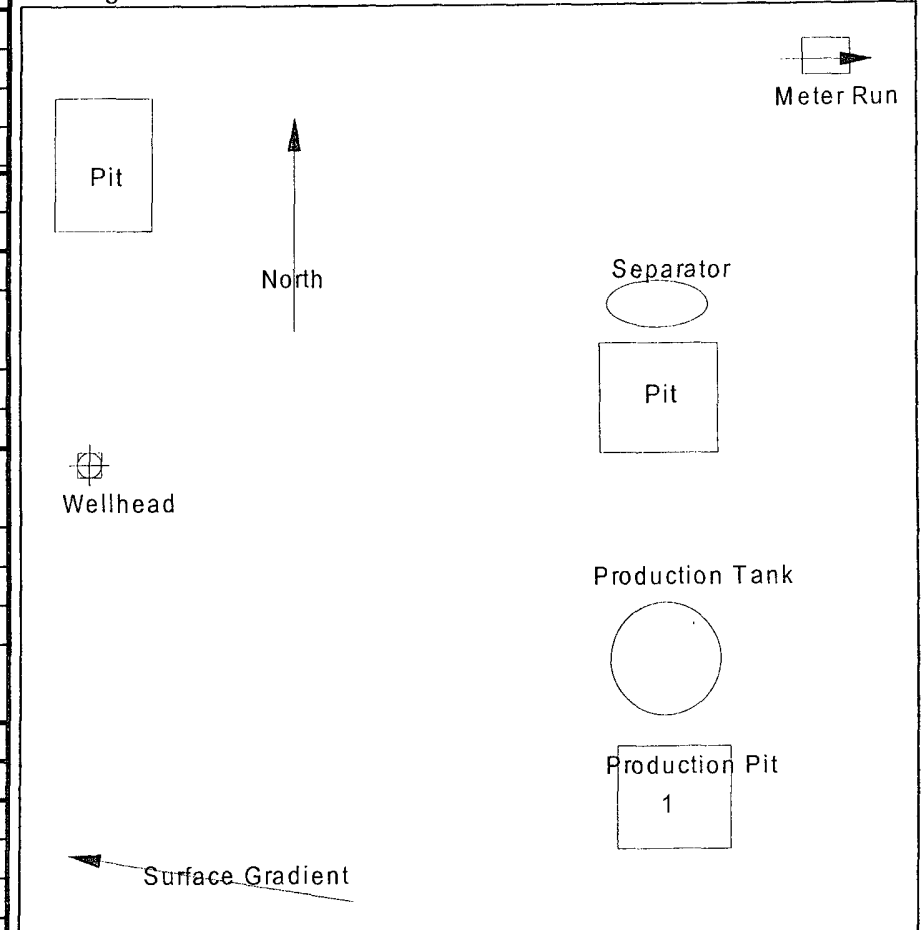 Meter Run
Pit
North
Separator
Pit
Wellhead
Production Tank
Production Pit
1
Surface Gradient